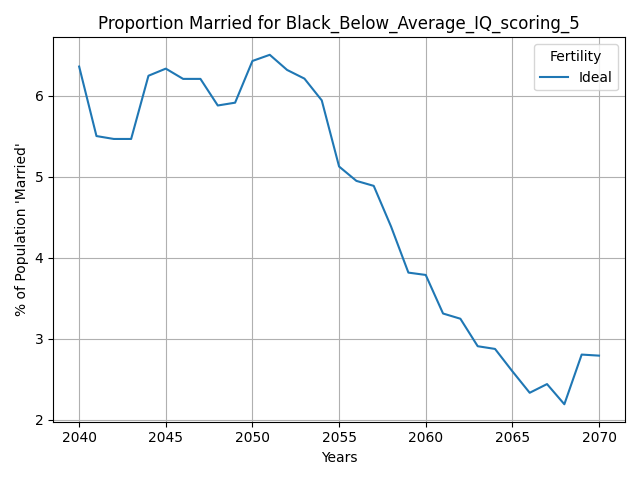 Proportion Married for Black_Below_Average_IQ_scoring_5
Fertility
Ideal
% of Population 'Married'
6
5
4
3
2
2040 2045 2050 2055 2060 2065 2070
Years